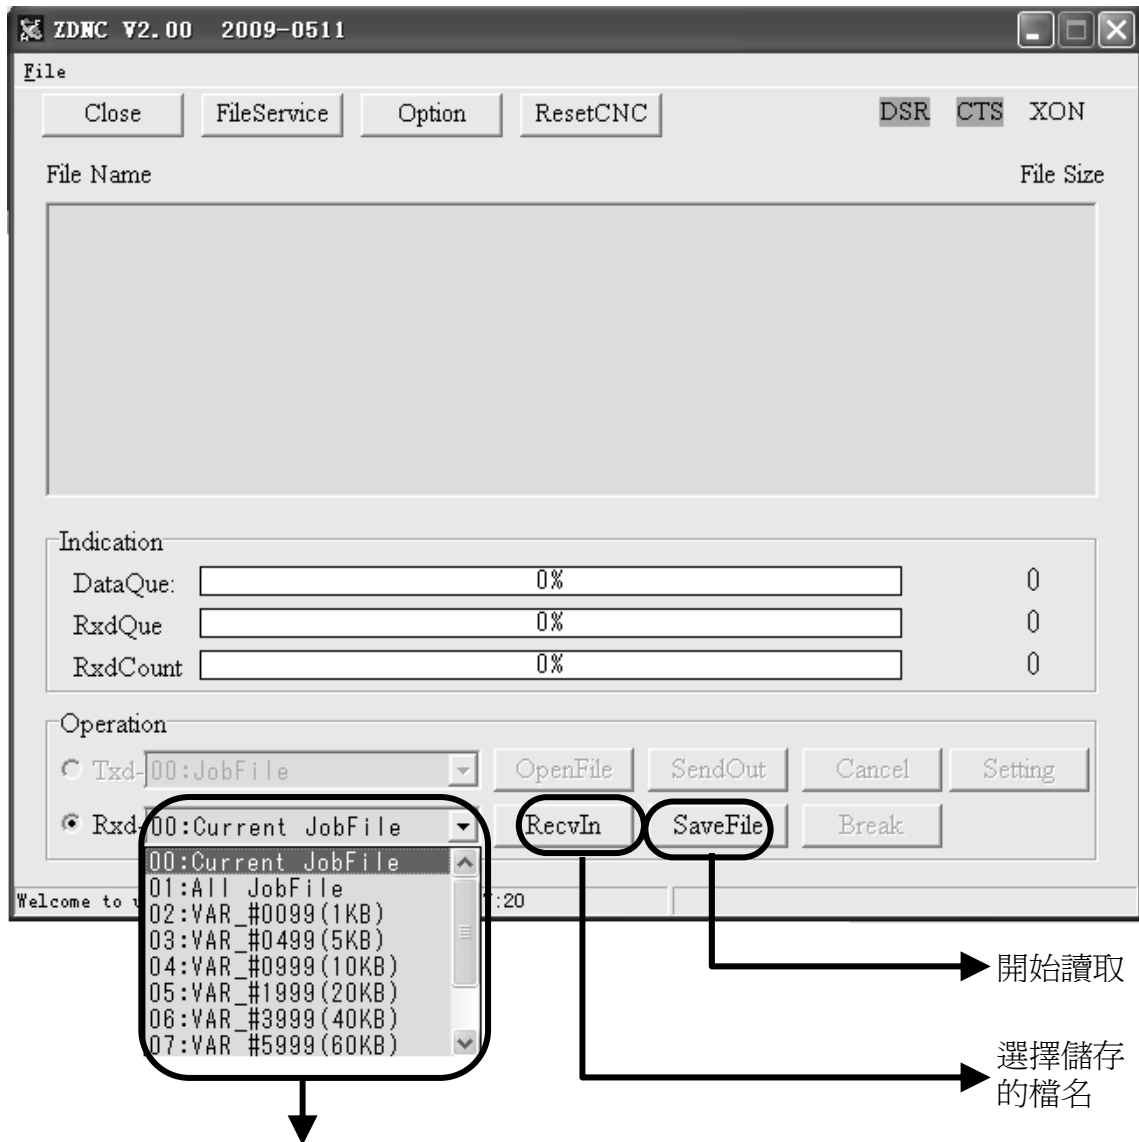 ZDNC V2.00 2009-0511
File
Close FileService Option ResetCNC DSR CTS XON
File Name File Size
Indication
DataQue: 0% 0
RxdQue 0% 0
RxdCount 0% 0
Operation
Txd- 00:JobFile OpenFile SendOut Cancel Setting
Rxd- 00:Current JobFile RecvIn SaveFile Break
00:Current JobFile
01:All JobFile
Welcome to :20
02:VAR_#0099(1KB)
03:VAR_#0499(5KB)
04:VAR_#0999(10KB)
05:VAR_#1999(20KB)
06:VAR_#3999(40KB)
07:VAR_#5999(60KB)
開始讀取
選擇儲存
的檔名